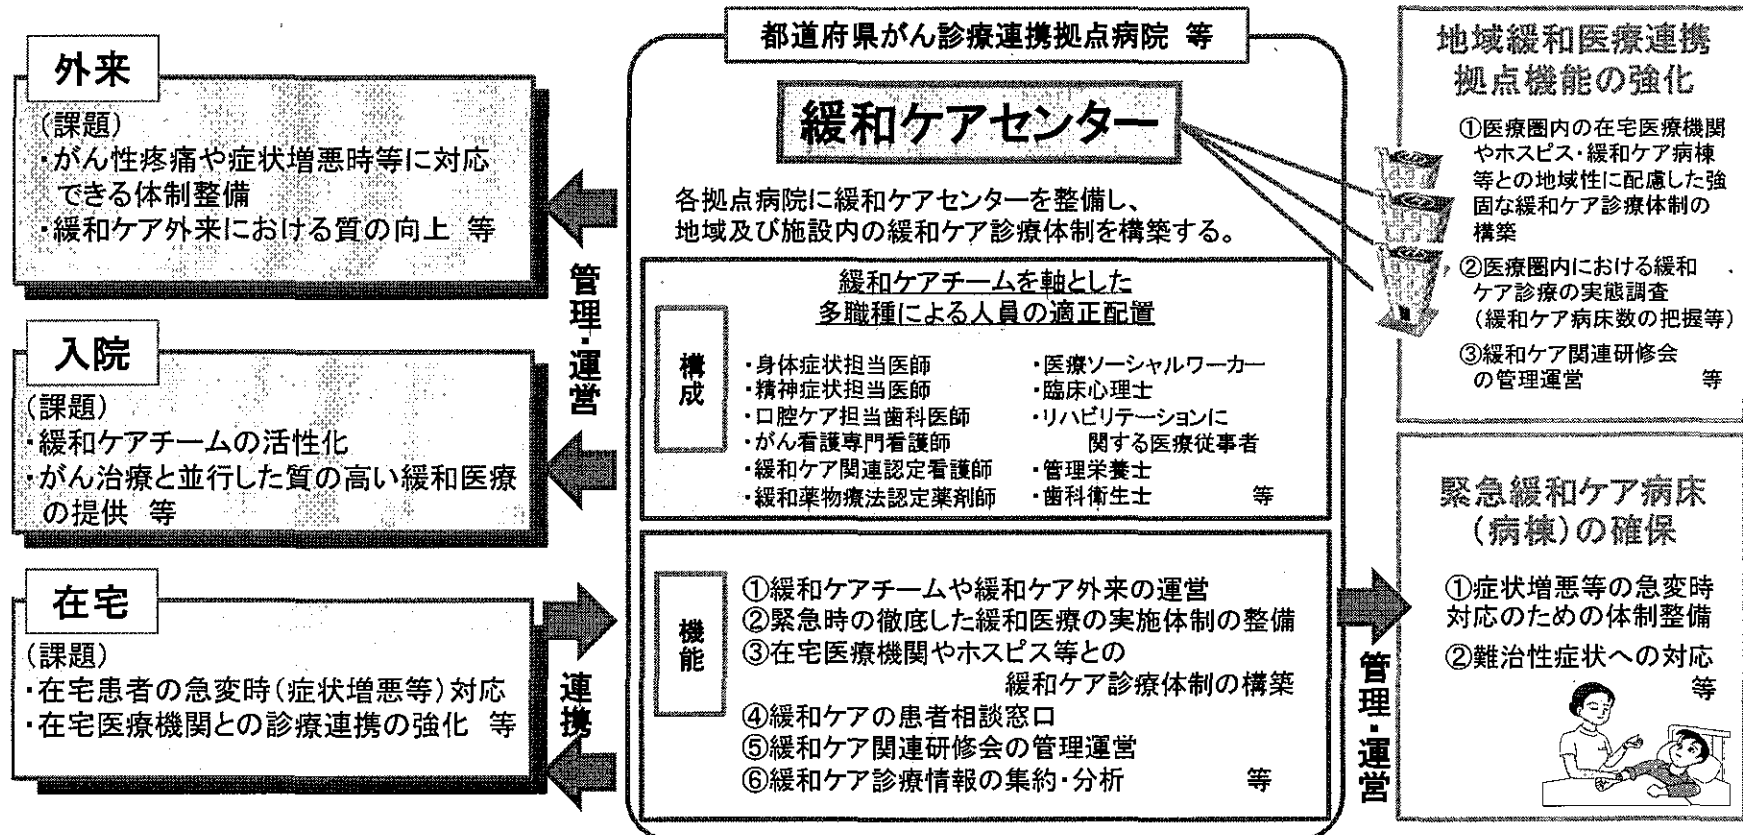 外来
(課題)
・がん性疼痛や症状増悪時等に対応
できる体制整備
・緩和ケア外来における質の向上 等
入院
(課題)
・緩和ケアチームの活性化
・がん治療と並行した質の高い緩和医療
の提供 等
在宅
(課題)
・在宅患者の急変時(症状増悪等)対応
・在宅医療機関との診療連携の強化 等
管理・運営
連携
都道府県がん診療連携拠点病院 等
緩和ケアセンター
各拠点病院に緩和ケアセンターを整備し、
地域及び施設内の緩和ケア診療体制を構築する。
緩和ケアチームを軸とした
多職種による人員の適正配置
構成
・身体症状担当医師
・精神症状担当医師
・口腔ケア担当歯科医師
・がん看護専門看護師
・緩和ケア関連認定看護師
・緩和薬物療法認定薬剤師
・医療ソーシャルワーカー
・臨床心理士
・リハビリテーションに
関する医療従事者
・管理栄養士
・歯科衛生士 等
機能
①緩和ケアチームや緩和ケア外来の運営
②緊急時の徹底した緩和医療の実施体制の整備
③在宅医療機関やホスピス等との
緩和ケア診療体制の構築
④緩和ケアの患者相談窓口
⑤緩和ケア関連研修会の管理運営
⑥緩和ケア診療情報の集約・分析 等
管理・運営
地域緩和医療連携
拠点機能の強化
①医療圏内の在宅医療機関
やホスピス・緩和ケア病棟
等との地域性に配慮した強
固な緩和ケア診療体制の
構築
②医療圏内における緩和
ケア診療の実態調査
(緩和ケア病床数の把握等)
③緩和ケア関連研修会
の管理運営 等
緊急緩和ケア病床
(病棟)の確保
①症状増悪等の急変時
対応のための体制整備
②難治性症状への対応
等